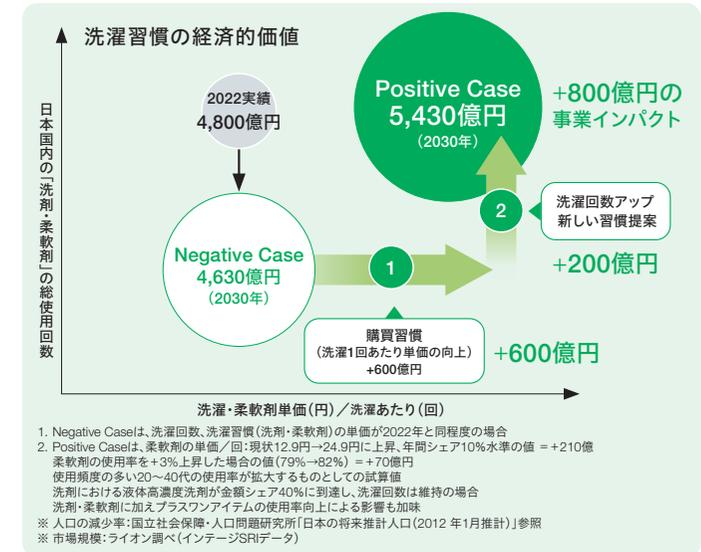 洗濯習慣の経済的価値
日本国内の「洗剤・柔軟剤」の総使用回数
2022実績
4,800億円
Positive Case
5,430億円
（2030年）
+800億円の
事業インパクト
Negative Case
4,630億円
（2030年）
1
2
洗濯回数アップ
新しい習慣提案
+200億円
購買習慣
（洗濯1回あたり単価の向上）
+600億円
+600億円
洗濯・柔軟剤単価（円）／洗濯あたり（回）
1. Negative Caseは、洗濯回数、洗濯習慣（洗剤・柔軟剤）の単価が2022年と同程度の場合
2. Positive Caseは、柔軟剤の単価／回：現状12.9円→24.9円に上昇、年間シェア10%水準の値 ＝+210億
柔軟剤の使用率を＋3%上昇した場合の値（79%→82%）＝+70億円
使用頻度の多い20〜40代の使用率が拡大するものとしての試算値
洗剤における液体高濃度洗剤が金額シェア40%に到達し、洗濯回数は維持の場合
洗剤・柔軟剤に加えプラスワンアイテムの使用率向上による影響も加味
※ 人口の減少率：国立社会保障・人口問題研究所「日本の将来推計人口（2012 年1月推計）」参照
※ 市場規模：ライオン調べ（インテージSRIデータ）